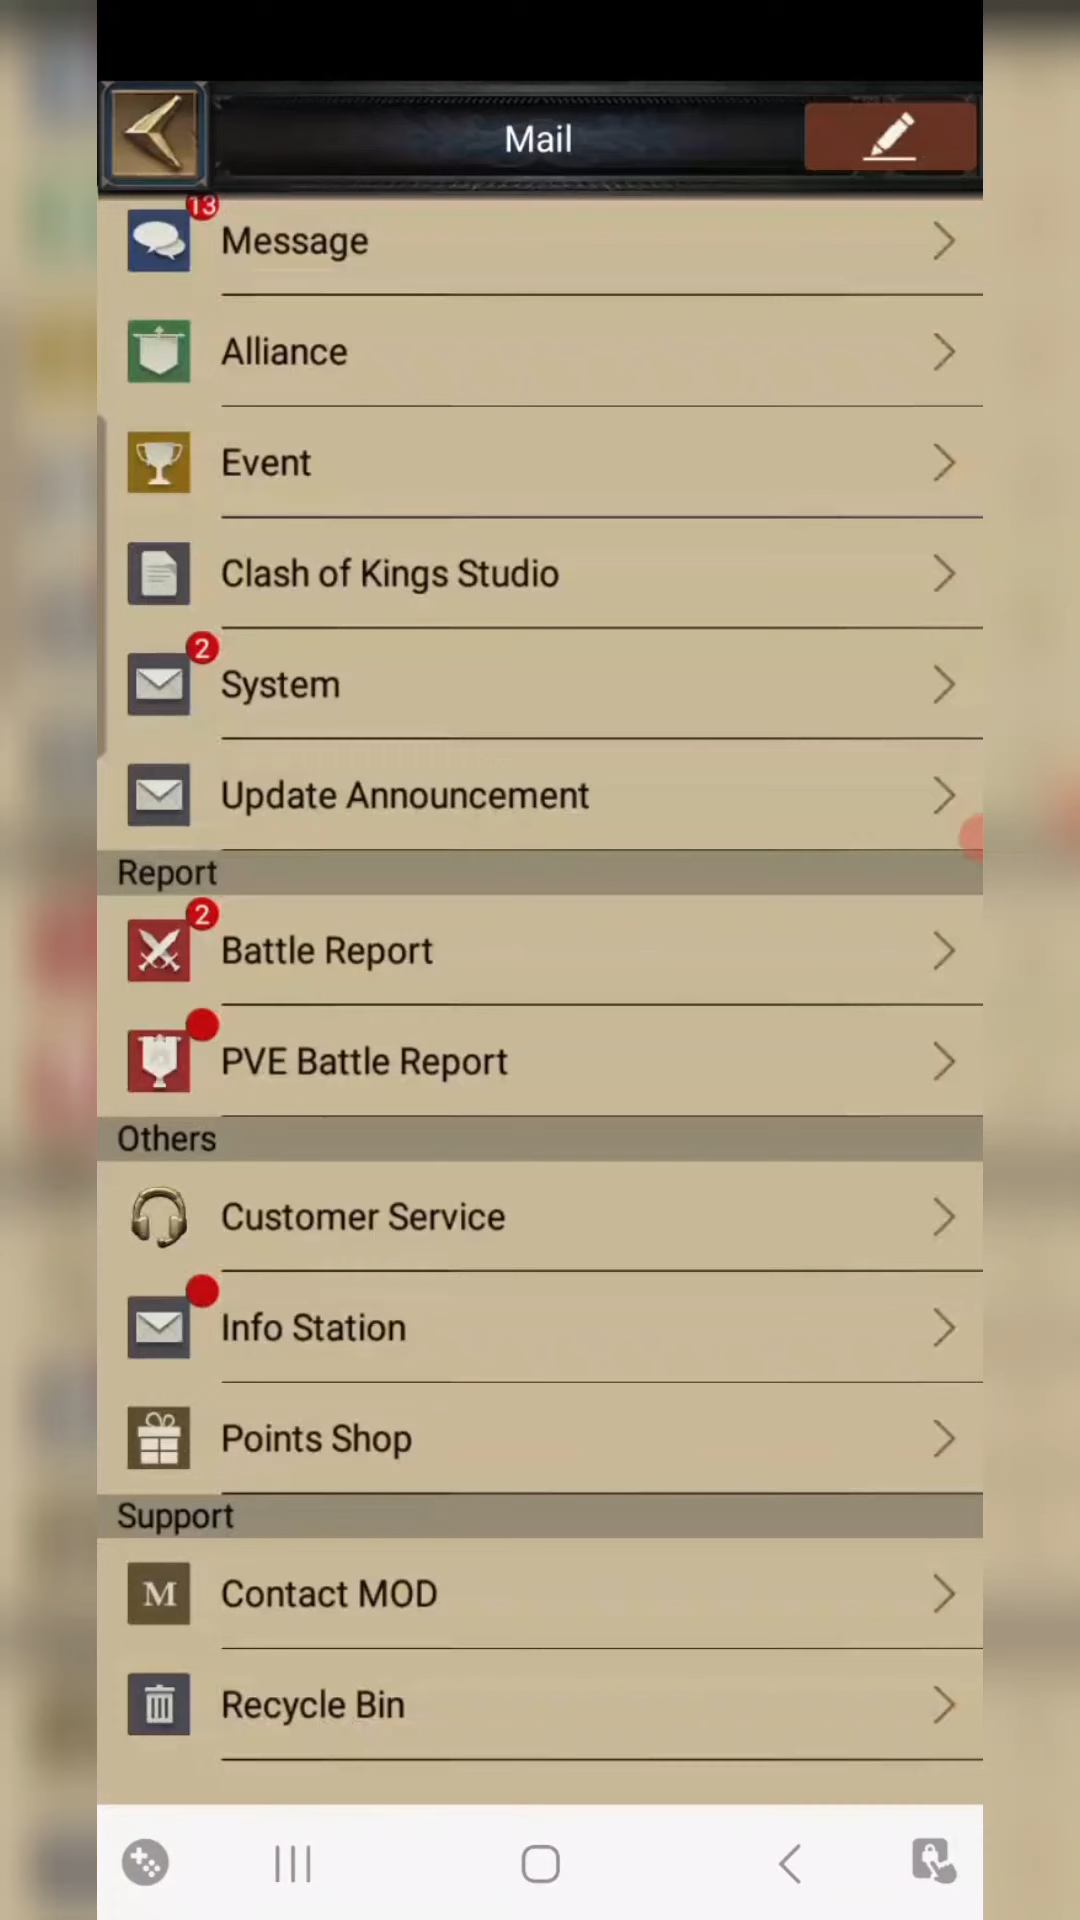 Mail
13
Message
Alliance
Event
Clash of Kings Studio
2
System
Update Announcement
Report
2
Battle Report
PVE Battle Report
Others
Customer Service
Info Station
Points Shop
Support
M
Contact MOD
Recycle Bin